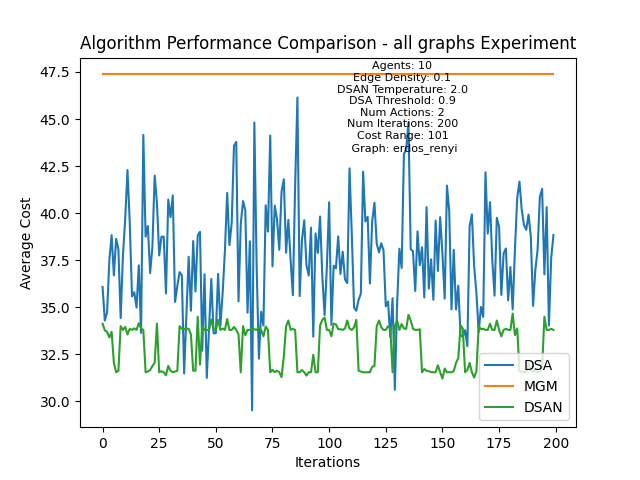 Algorithm Performance Comparison - all graphs Experiment
Agents: 10
Edge Density: 0.1
DSAN Temperature: 2.0
DSA Threshold: 0.9
Num Actions: 2
Num Iterations: 200
Cost Range: 101
Graph: erdos_renyi
Average Cost
47.5
45.0
42.5
40.0
37.5
35.0
32.5
30.0
DSA
MGM
DSAN
0 25 50 75 100 125 150 175 200
Iterations